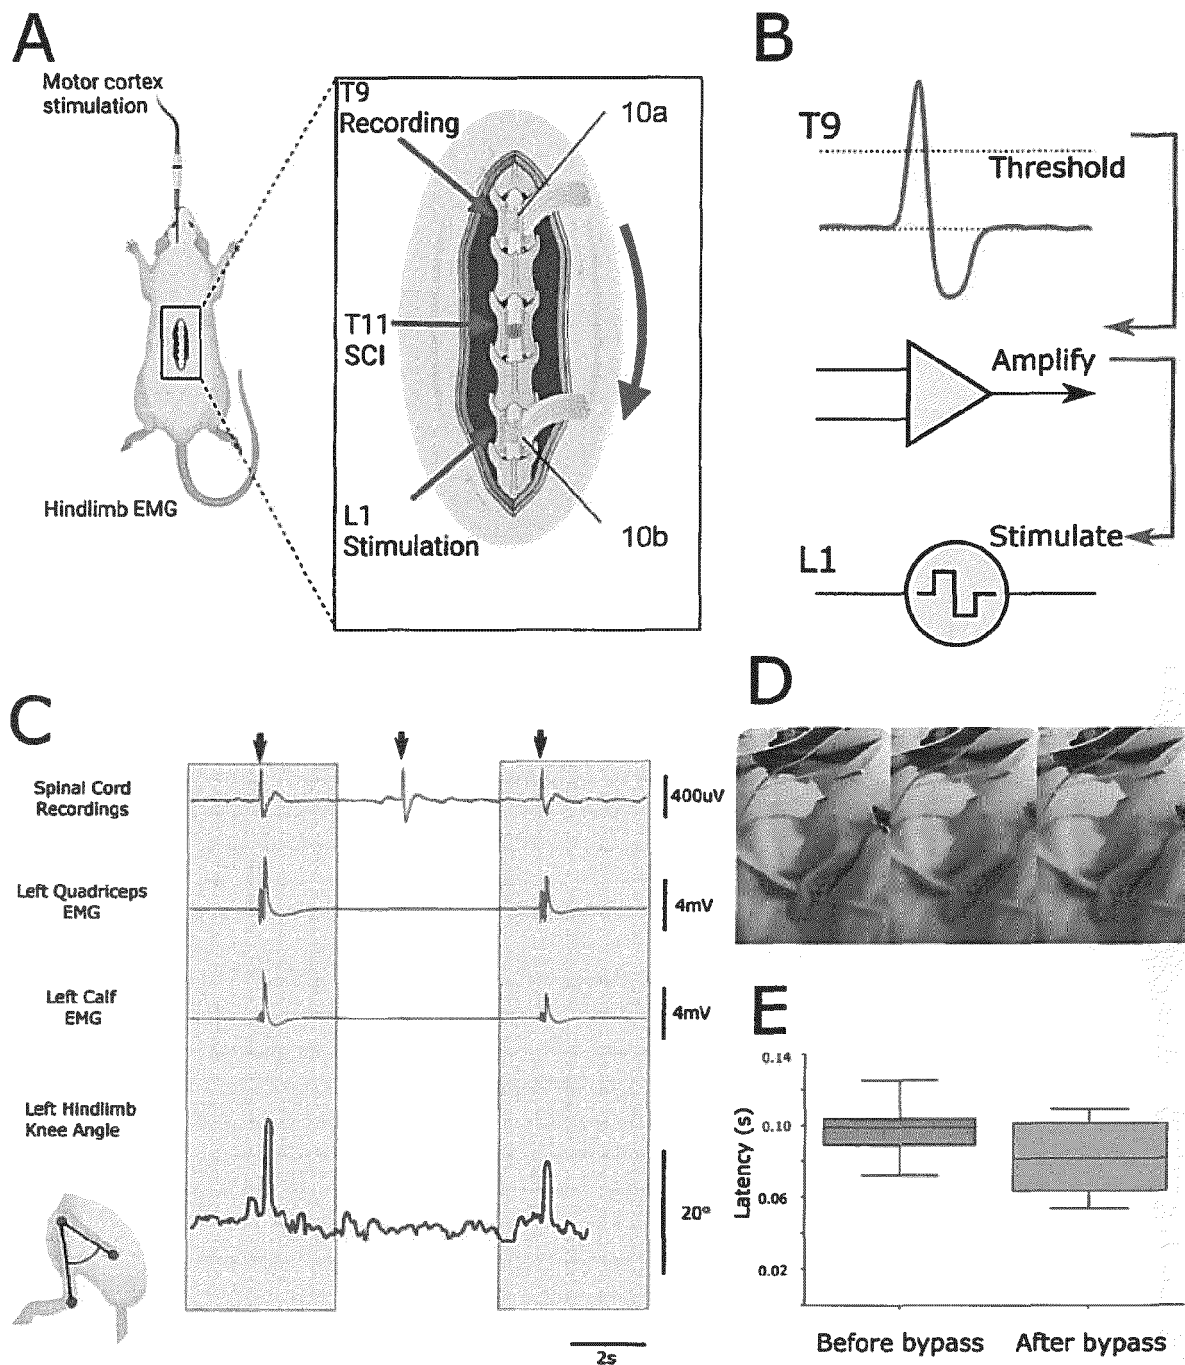 A
Motor cortex
stimulation
T9
Recording
10a
T11
SCI
L1
Stimulation
10b
Hindlimb EMG
B
T9
Threshold
Amplify
Stimulate
L1
C
Spinal Cord
Recordings
400uV
Left Quadriceps
EMG
4mV
Left Calf
EMG
4mV
Left Hindlimb
Knee Angle
20°
2s
D
E
Latency (s)
0.14
0.10
0.06
0.02
Before bypass
After bypass